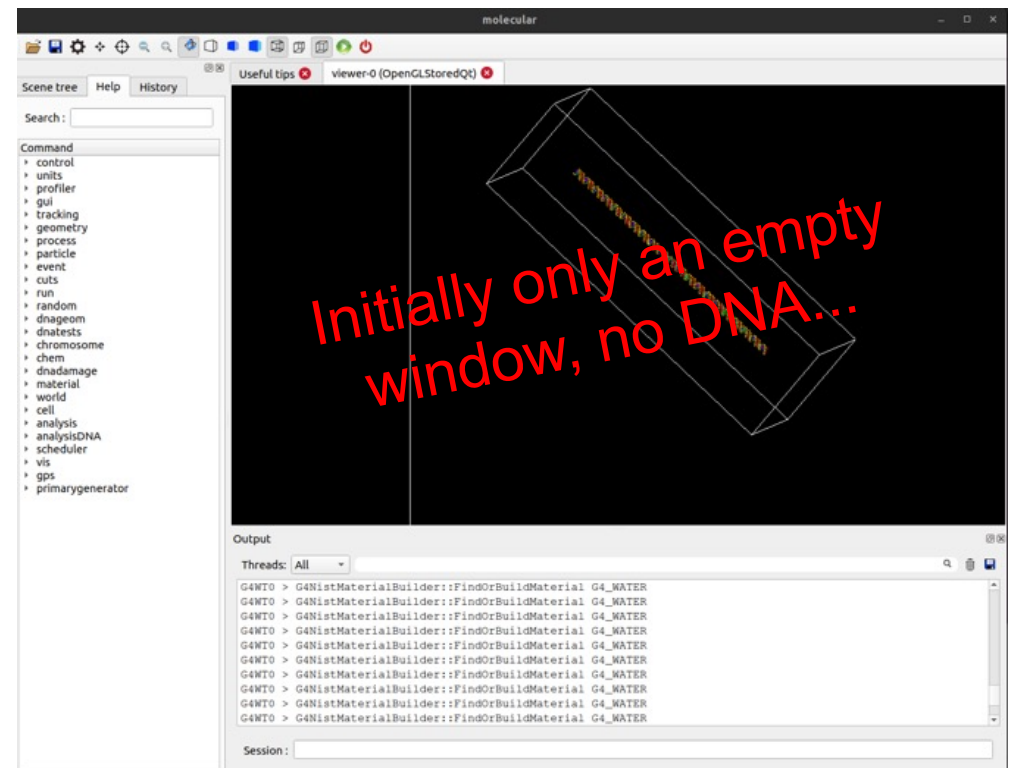 molecular
Useful tips
viewer-0 (OpenGLStoredQt)
Scene tree
Help
History
Search :
Command
control
units
profiler
gui
tracking
geometry
process
particle
event
cuts
run
random
dnageom
dnatests
chromosome
chem
dnadamage
material
world
cell
analysis
analysisDNA
scheduler
vis
gps
primarygenerator
Initially only an empty
window, no DNA...
Output
Threads: All
G4WT0 > G4NistMaterialBuilder::FindOrBuildMaterial G4_WATER
G4WT0 > G4NistMaterialBuilder::FindOrBuildMaterial G4_WATER
G4WT0 > G4NistMaterialBuilder::FindOrBuildMaterial G4_WATER
G4WT0 > G4NistMaterialBuilder::FindOrBuildMaterial G4_WATER
G4WT0 > G4NistMaterialBuilder::FindOrBuildMaterial G4_WATER
G4WT0 > G4NistMaterialBuilder::FindOrBuildMaterial G4_WATER
G4WT0 > G4NistMaterialBuilder::FindOrBuildMaterial G4_WATER
G4WT0 > G4NistMaterialBuilder::FindOrBuildMaterial G4_WATER
G4WT0 > G4NistMaterialBuilder::FindOrBuildMaterial G4_WATER
G4WT0 > G4NistMaterialBuilder::FindOrBuildMaterial G4_WATER
Session :